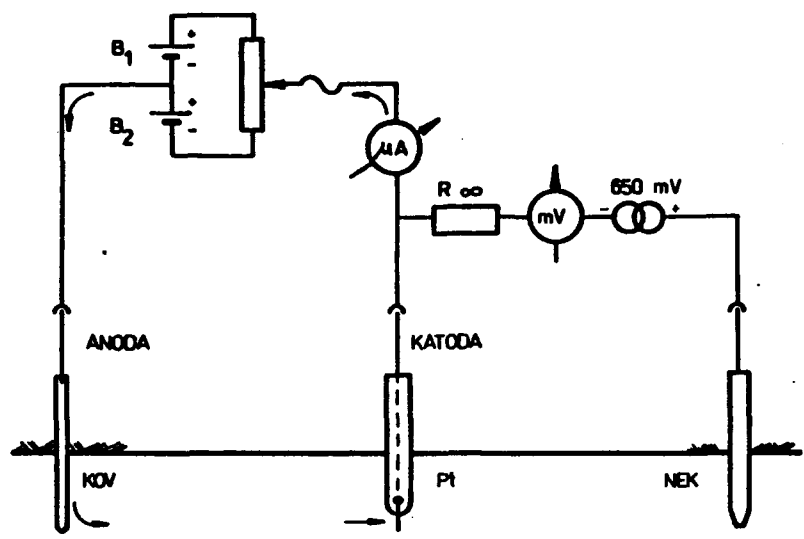 B1
+
-
+
-
B2
μA
R ∞
mV
650 mV
- +
ANODA
KATODA
KOV
Pt
NEK